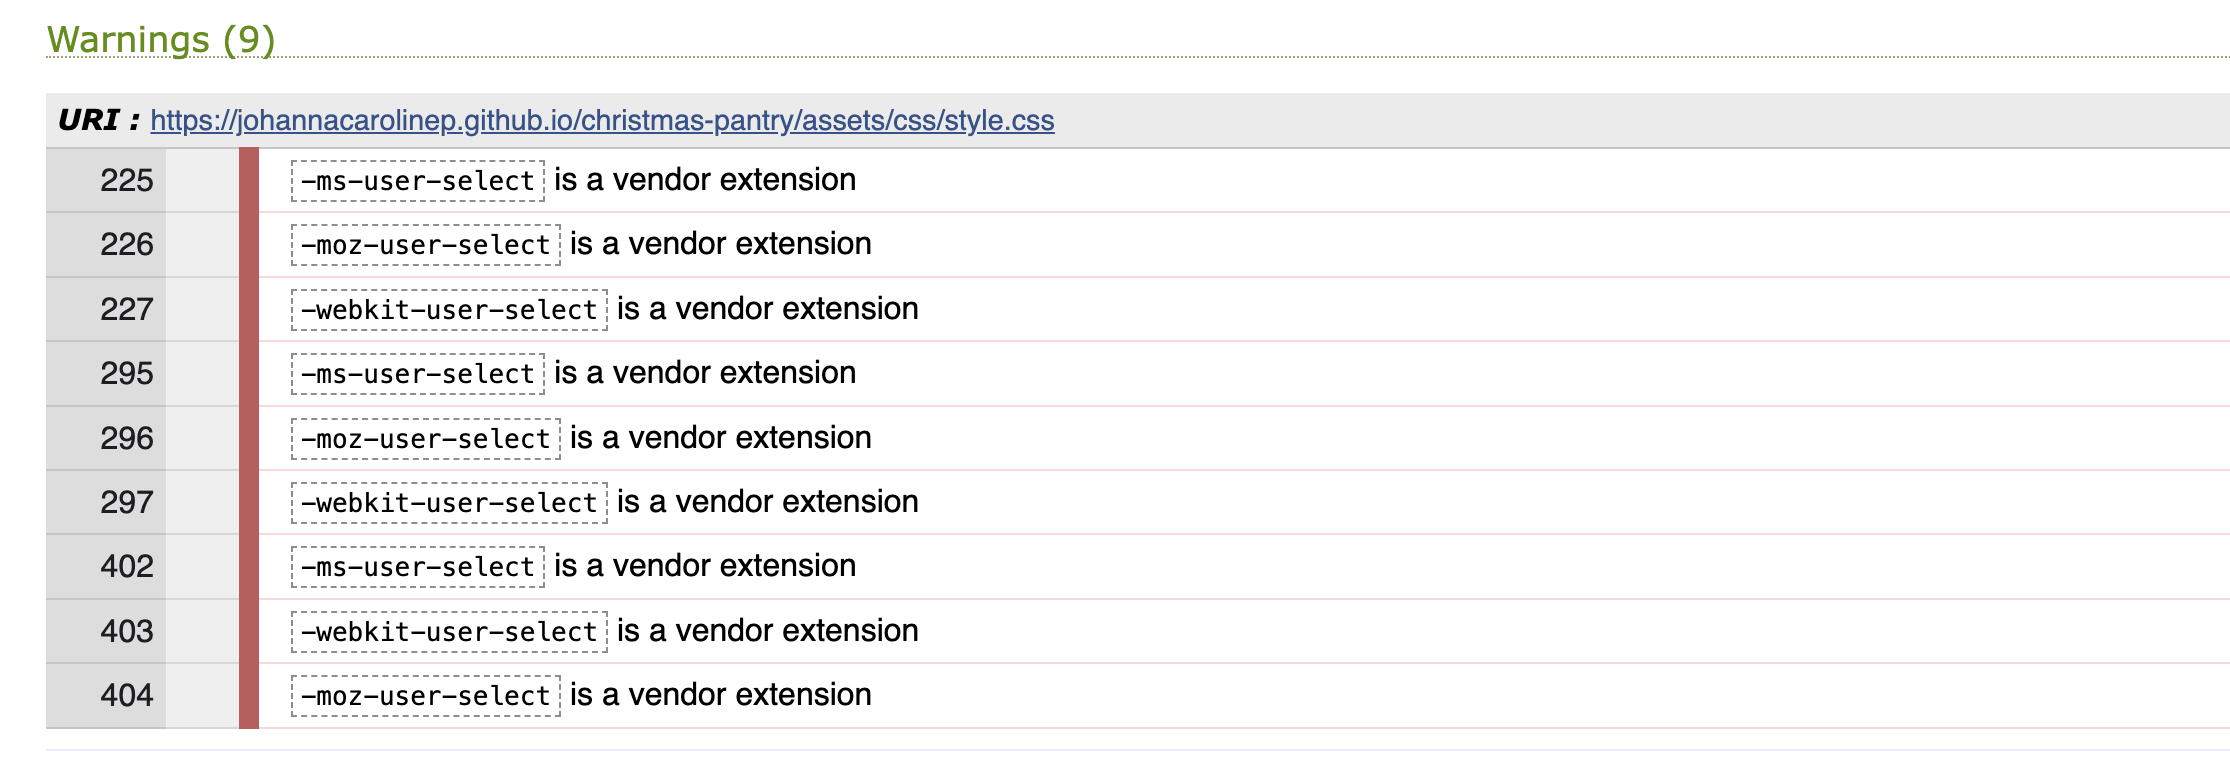 Warnings (9)
URI : https://johannacarolinep.github.io/christmas-pantry/assets/css/style.css
225 -ms-user-select is a vendor extension
226 -moz-user-select is a vendor extension
227 -webkit-user-select is a vendor extension
295 -ms-user-select is a vendor extension
296 -moz-user-select is a vendor extension
297 -webkit-user-select is a vendor extension
402 -ms-user-select is a vendor extension
403 -webkit-user-select is a vendor extension
404 -moz-user-select is a vendor extension